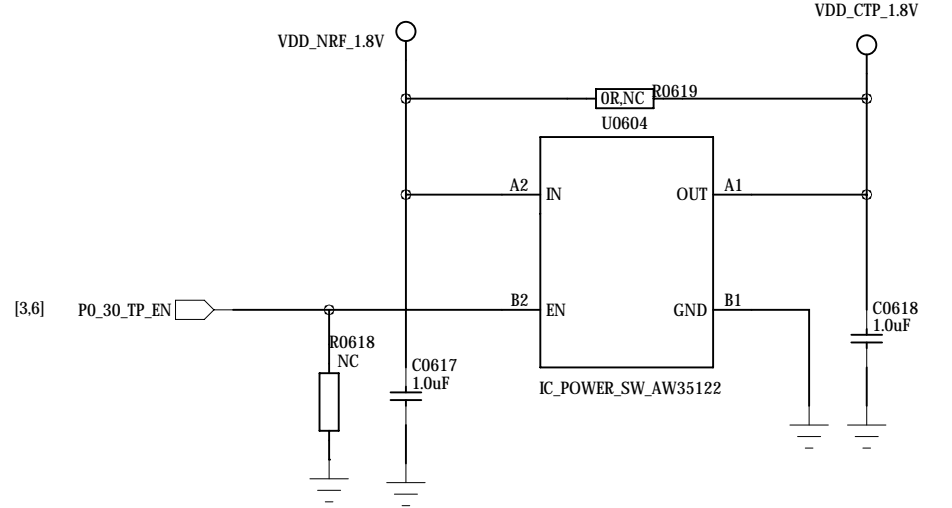 VDD_CTP_1.8V
VDD_NRF_1.8V
0R,NC R0619
U0604
A2 IN OUT A1
[3,6] P0_30_TP_EN B2 EN GND B1
C0618
1.0uF
R0618
NC
C0617
1.0uF
IC_POWER_SW_AW35122